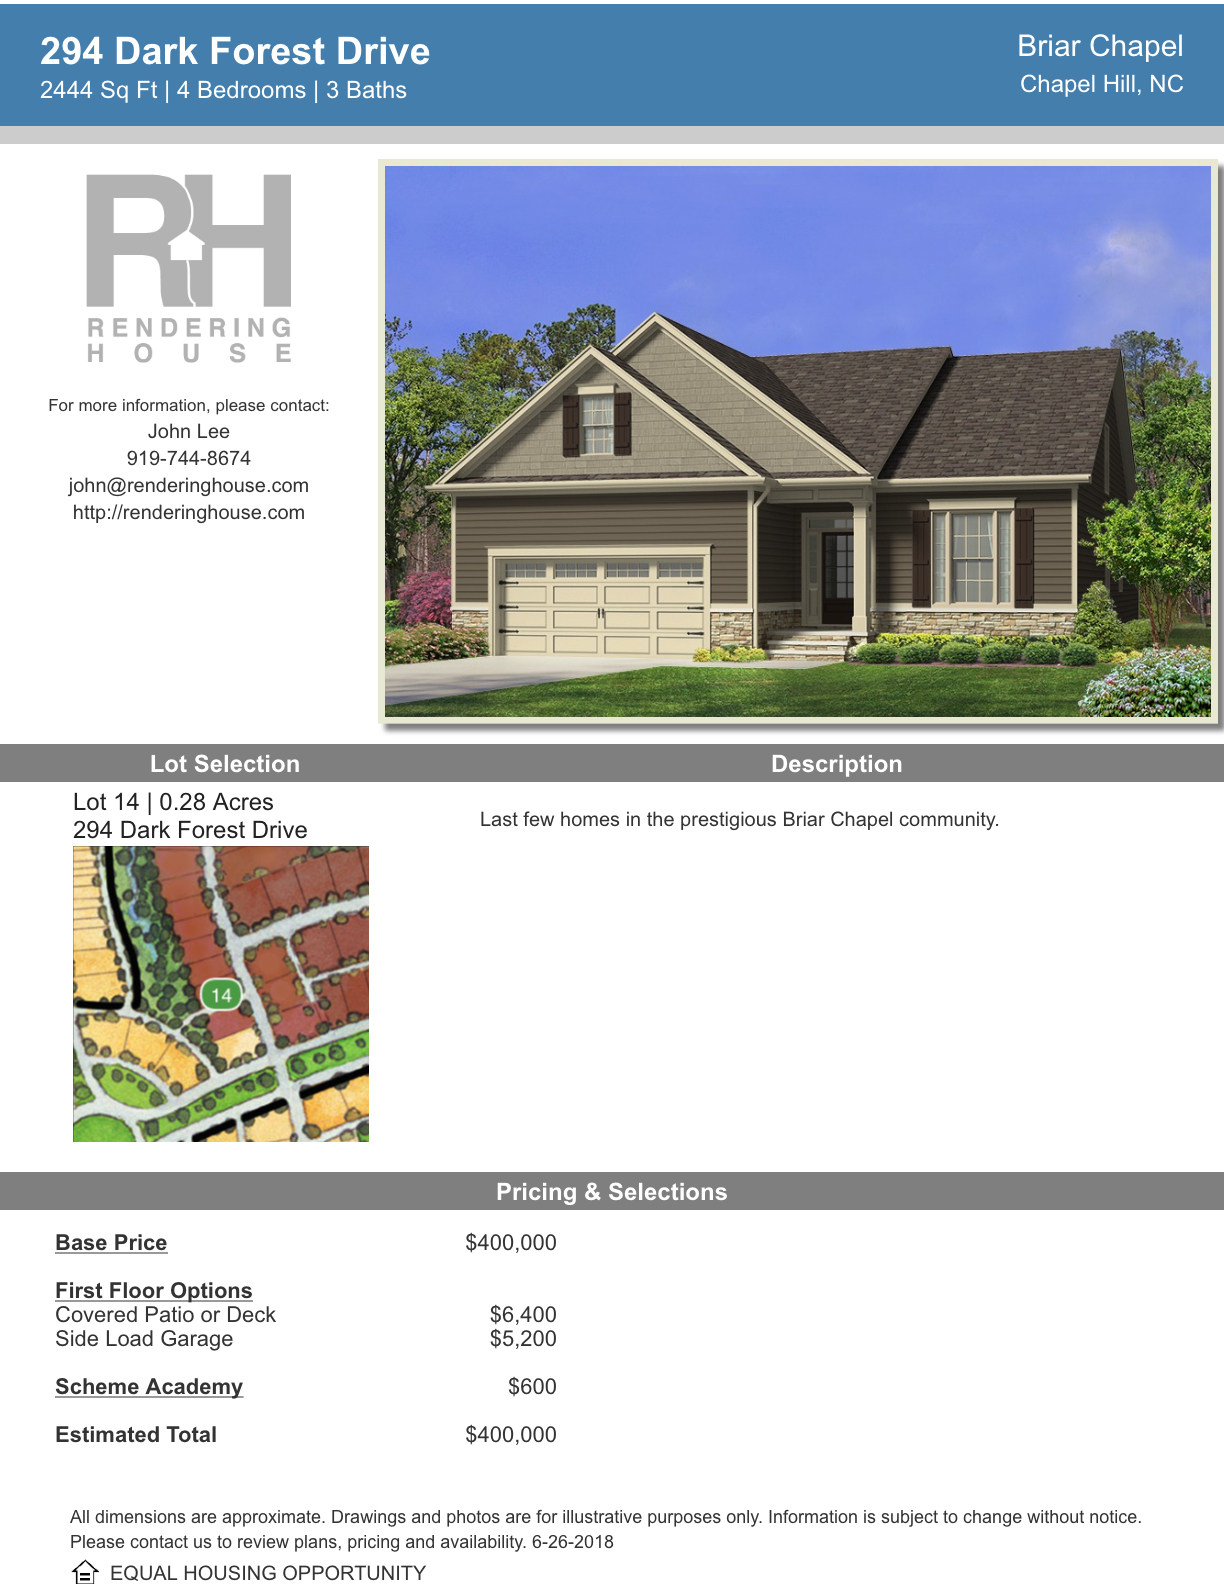 294 Dark Forest Drive
2444 Sq Ft | 4 Bedrooms | 3 Baths
Briar Chapel
Chapel Hill, NC
RH
RENDERING
HOUSE
For more information, please contact:
John Lee
919-744-8674
john@renderinghouse.com
http://renderinghouse.com
Lot Selection
Lot 14 | 0.28 Acres
294 Dark Forest Drive
14
Description
Last few homes in the prestigious Briar Chapel community.
Pricing & Selections
Base Price $400,000
First Floor Options
Covered Patio or Deck $6,400
Side Load Garage $5,200
Scheme Academy $600
Estimated Total $400,000
All dimensions are approximate. Drawings and photos are for illustrative purposes only. Information is subject to change without notice.
Please contact us to review plans, pricing and availability. 6-26-2018
EQUAL HOUSING OPPORTUNITY